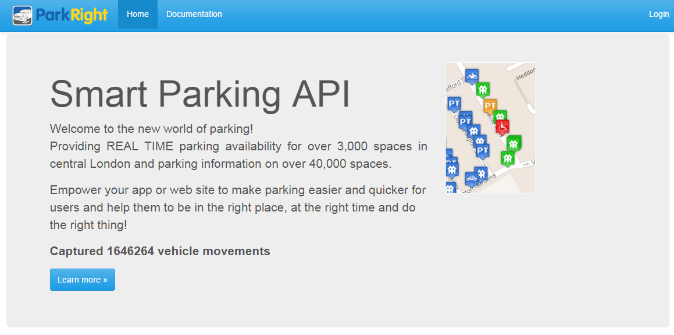 ParkRight Home Documentation Login
Smart Parking API
Welcome to the new world of parking!
Providing REAL TIME parking availability for over 3,000 spaces in
central London and parking information on over 40,000 spaces.
Empower your app or web site to make parking easier and quicker for
users and help them to be in the right place, at the right time and do
the right thing!
Captured 1646264 vehicle movements
Learn more »